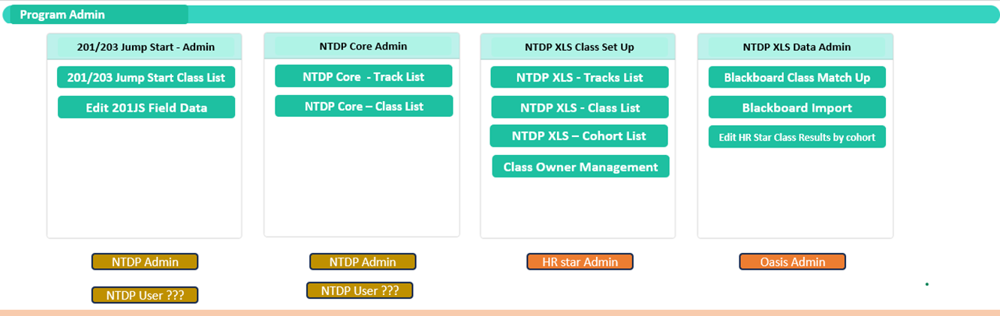 Program Admin
201/203 Jump Start - Admin
201/203 Jump Start Class List
Edit 201JS Field Data
NTDP Admin
NTDP User ???
NTDP Core Admin
NTDP Core  - Track List
NTDP Core – Class List
NTDP Admin
NTDP User ???
NTDP XLS Class Set Up
NTDP XLS - Tracks List
NTDP XLS - Class List
NTDP XLS – Cohort List
Class Owner Management
HR star Admin
NTDP XLS Data Admin
Blackboard Class Match Up
Blackboard Import
Edit HR Star Class Results by cohort
Oasis Admin